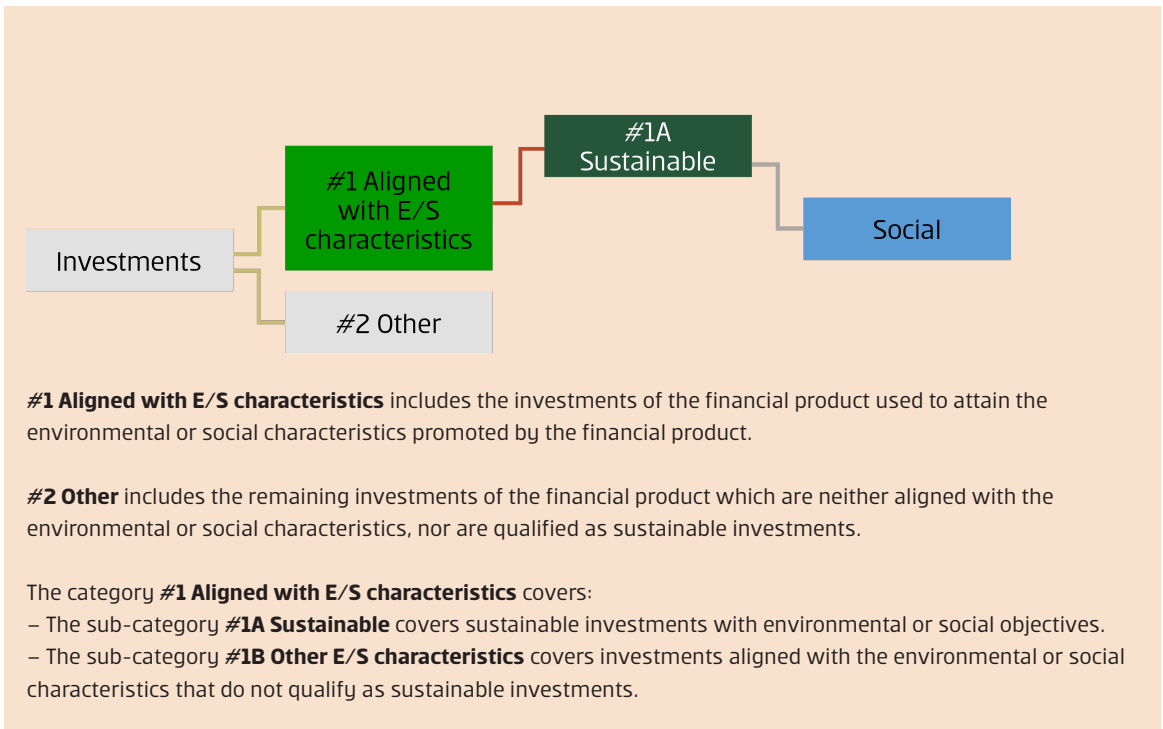 #1A
Sustainable
#1 Aligned
with E/S
characteristics
Social
Investments
#2 Other
#1 Aligned with E/S characteristics includes the investments of the financial product used to attain the
environmental or social characteristics promoted by the financial product.
#2 Other includes the remaining investments of the financial product which are neither aligned with the
environmental or social characteristics, nor are qualified as sustainable investments.
The category #1 Aligned with E/S characteristics covers:
– The sub-category #1A Sustainable covers sustainable investments with environmental or social objectives.
– The sub-category #1B Other E/S characteristics covers investments aligned with the environmental or social
characteristics that do not qualify as sustainable investments.